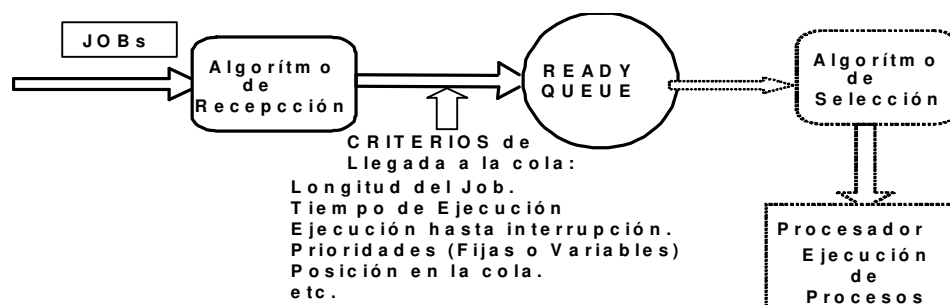 JOBs
Algorítmo
de
Recepcción
READY
QUEUE
Algorítmo
de
Selección
CRITERIOS de
Llegada a la cola:
Longitud del Job.
Tiempo de Ejecución
Ejecución hasta interrupción.
Prioridades (Fijas o Variables)
Posición en la cola.
etc.
Procesador
Ejecución
de
Procesos